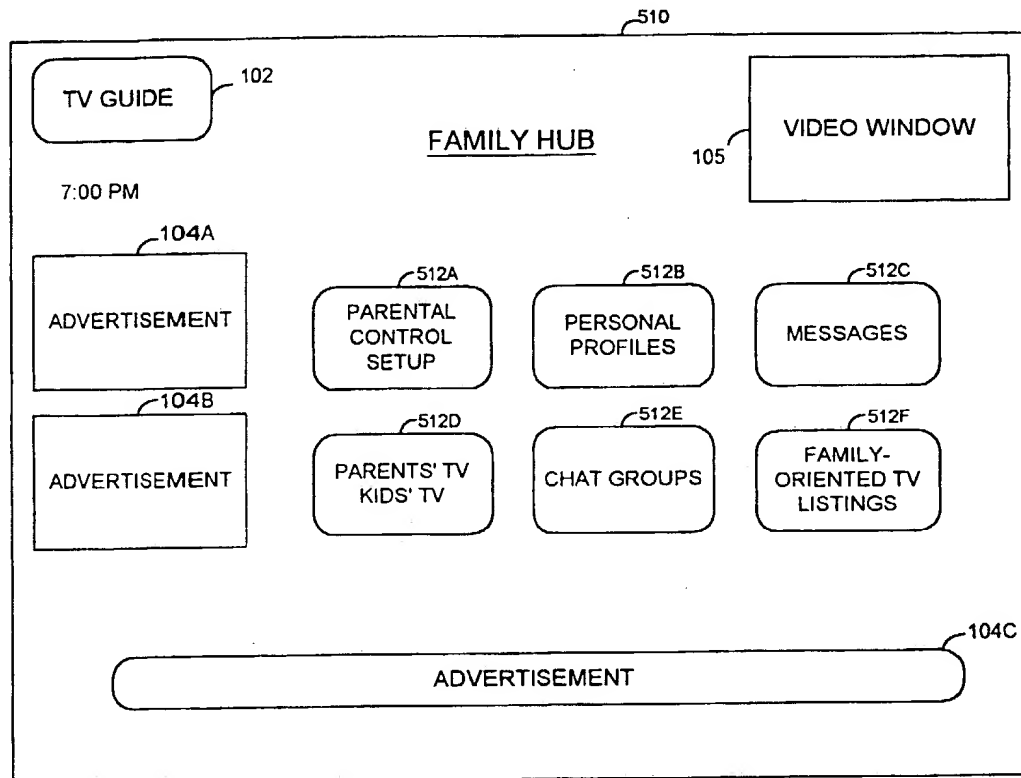 510
TV GUIDE
102
FAMILY HUB
105
VIDEO WINDOW
7:00 PM
104A
ADVERTISEMENT
512A
PARENTAL
CONTROL
SETUP
512B
PERSONAL
PROFILES
512C
MESSAGES
104B
ADVERTISEMENT
512D
PARENTS' TV
KIDS' TV
512E
CHAT GROUPS
512F
FAMILY-
ORIENTED TV
LISTINGS
104C
ADVERTISEMENT